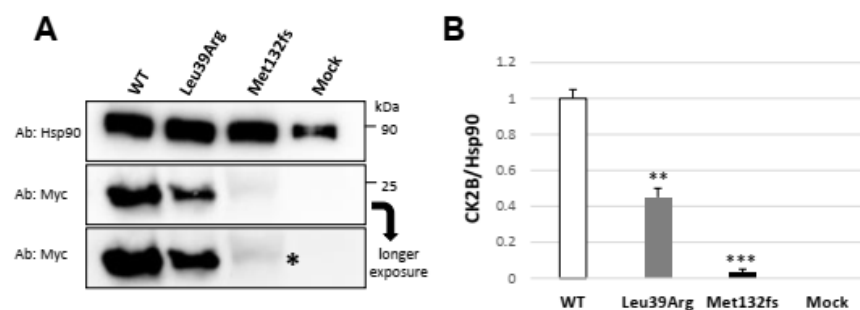 A
WT Leu39Arg Met132fs Mock
kDa
Ab: Hsp90 90
Ab: Myc 25
Ab: Myc * longer
exposure
B
CK2B/Hsp90
1.2
1
0.8
0.6
0.4
0.2
0
**
***
WT Leu39Arg Met132fs Mock